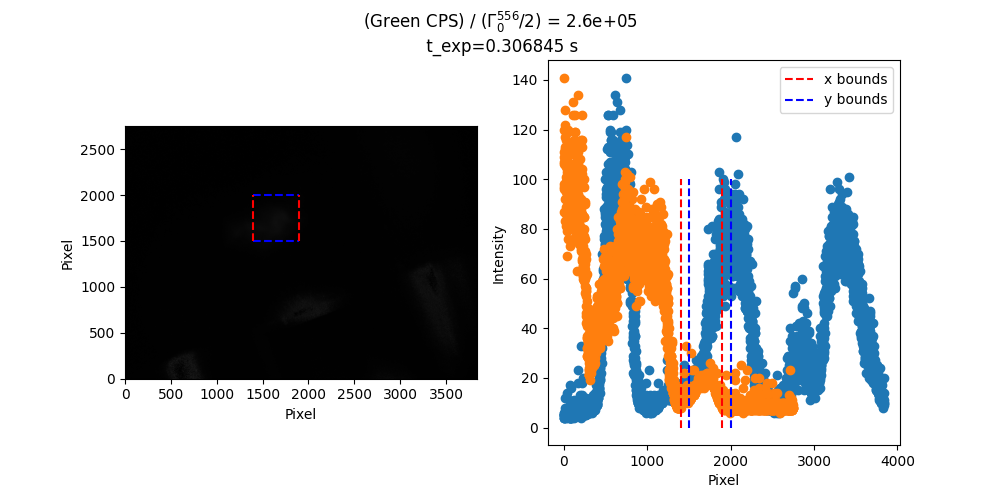 (Green CPS) / (Γ₀⁵⁵⁶/2) = 2.6e+05
t_exp=0.306845 s
2500
2000
1500
1000
500
0
Pixel
0 500 1000 1500 2000 2500 3000 3500
Pixel
140
120
100
80
60
40
20
0
Intensity
x bounds
y bounds
0 1000 2000 3000 4000
Pixel